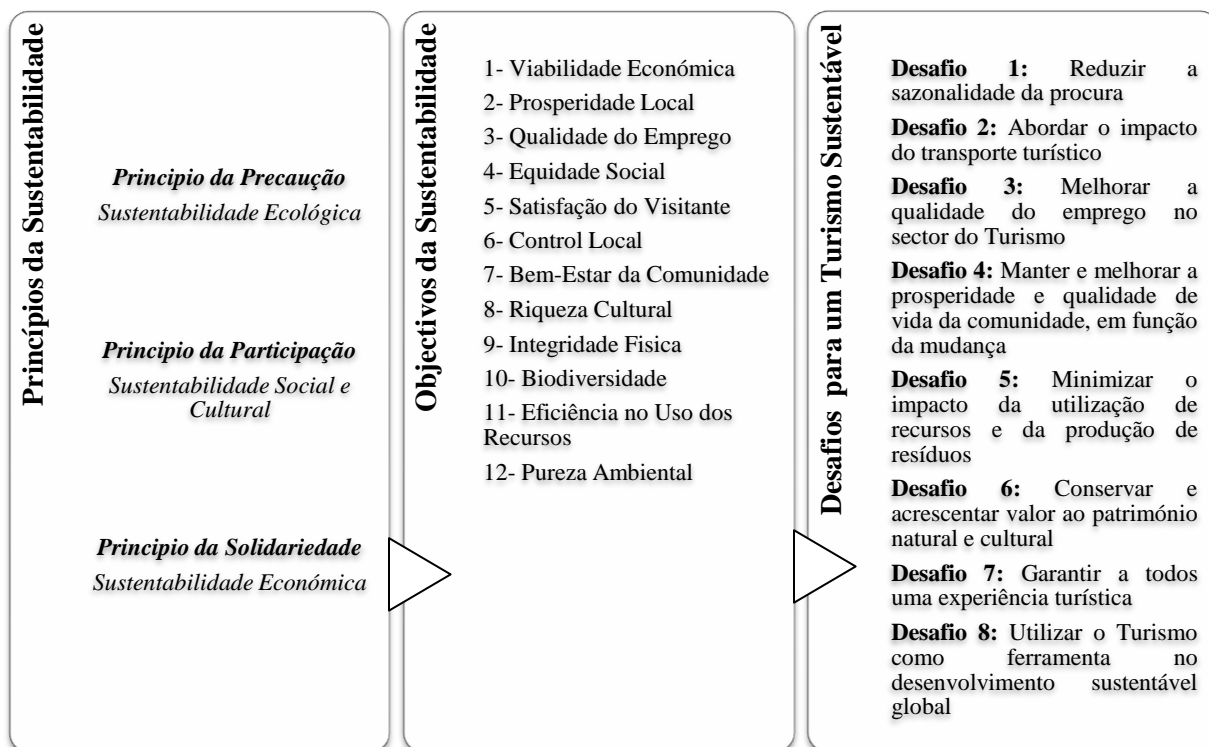 Princípios da Sustentabilidade
Principio da Precaução
Sustentabilidade Ecológica
Principio da Participação
Sustentabilidade Social e
Cultural
Principio da Solidariedade
Sustentabilidade Económica
Objectivos da Sustentabilidade
1- Viabilidade Económica
2- Prosperidade Local
3- Qualidade do Emprego
4- Equidade Social
5- Satisfação do Visitante
6- Control Local
7- Bem-Estar da Comunidade
8- Riqueza Cultural
9- Integridade Fisica
10- Biodiversidade
11- Eficiência no Uso dos
Recursos
12- Pureza Ambiental
Desafios para um Turismo Sustentável
Desafio 1: Reduzir a
sazonalidade da procura
Desafio 2: Abordar o impacto
do transporte turístico
Desafio 3: Melhorar a
qualidade do emprego no
sector do Turismo
Desafio 4: Manter e melhorar a
prosperidade e qualidade de
vida da comunidade, em função
da mudança
Desafio 5: Minimizar o
impacto da utilização de
recursos e da produção de
resíduos
Desafio 6: Conservar e
acrescentar valor ao património
natural e cultural
Desafio 7: Garantir a todos
uma experiência turística
Desafio 8: Utilizar o Turismo
como ferramenta no
desenvolvimento sustentável
global